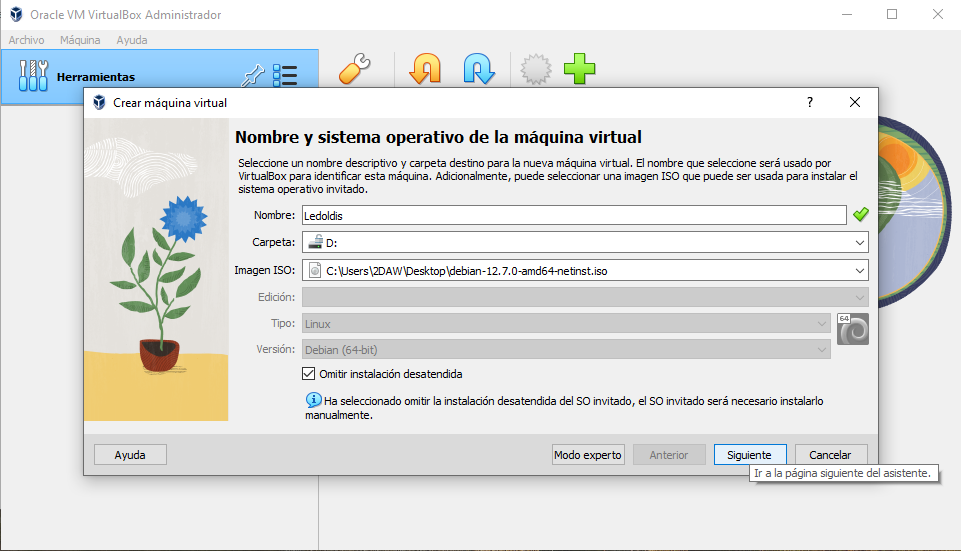 Oracle VM VirtualBox Administrador
Archivo Máquina Ayuda
Herramientas
Crear máquina virtual
?
Nombre y sistema operativo de la máquina virtual
Seleccione un nombre descriptivo y carpeta destino para la nueva máquina virtual. El nombre que seleccione será usado por
VirtualBox para identificar esta máquina. Adicionalmente, puede seleccionar una imagen ISO que puede ser usada para instalar el
sistema operativo invitado.
Nombre: Ledoldis
Carpeta: D:
Imagen ISO: C:\Users\2DAW\Desktop\debian-12.7.0-amd64-netinst.iso
Edición:
Tipo: Linux
64
Versión: Debian (64-bit)
Omitir instalación desatendida
Ha seleccionado omitir la instalación desatendida del SO invitado, el SO invitado será necesario instalarlo
manualmente.
Ayuda Modo experto Anterior Siguiente Cancelar
Ir a la página siguiente del asistente.